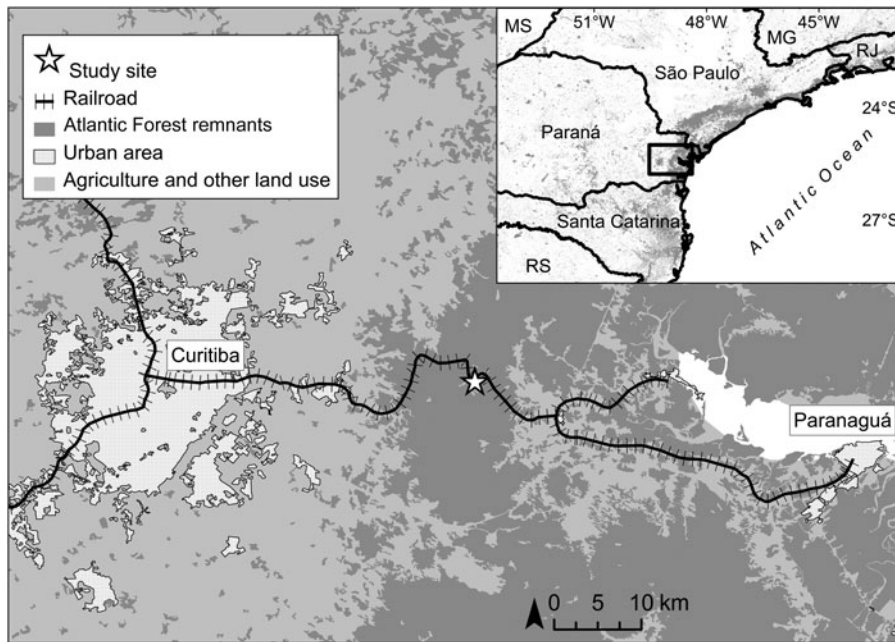 Study site
Railroad
Atlantic Forest remnants
Urban area
Agriculture and other land use
51°W
48°W
45°W
MS
MG
RJ
São Paulo
24°S
Paraná
Atlantic Ocean
Santa Catarina
27°S
RS
Curitiba
Paranaguá
0 5 10 km